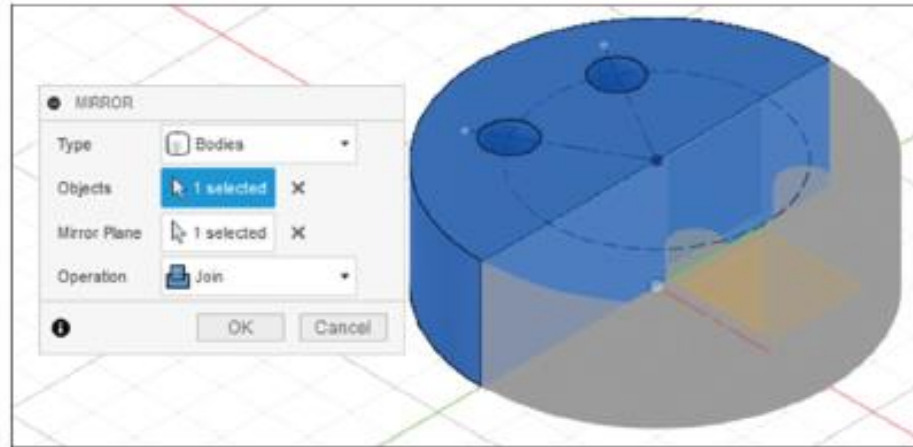 MIRROR
Type Bodies
Objects 1 selected
Mirror Plane 1 selected
Operation Join
OK Cancel